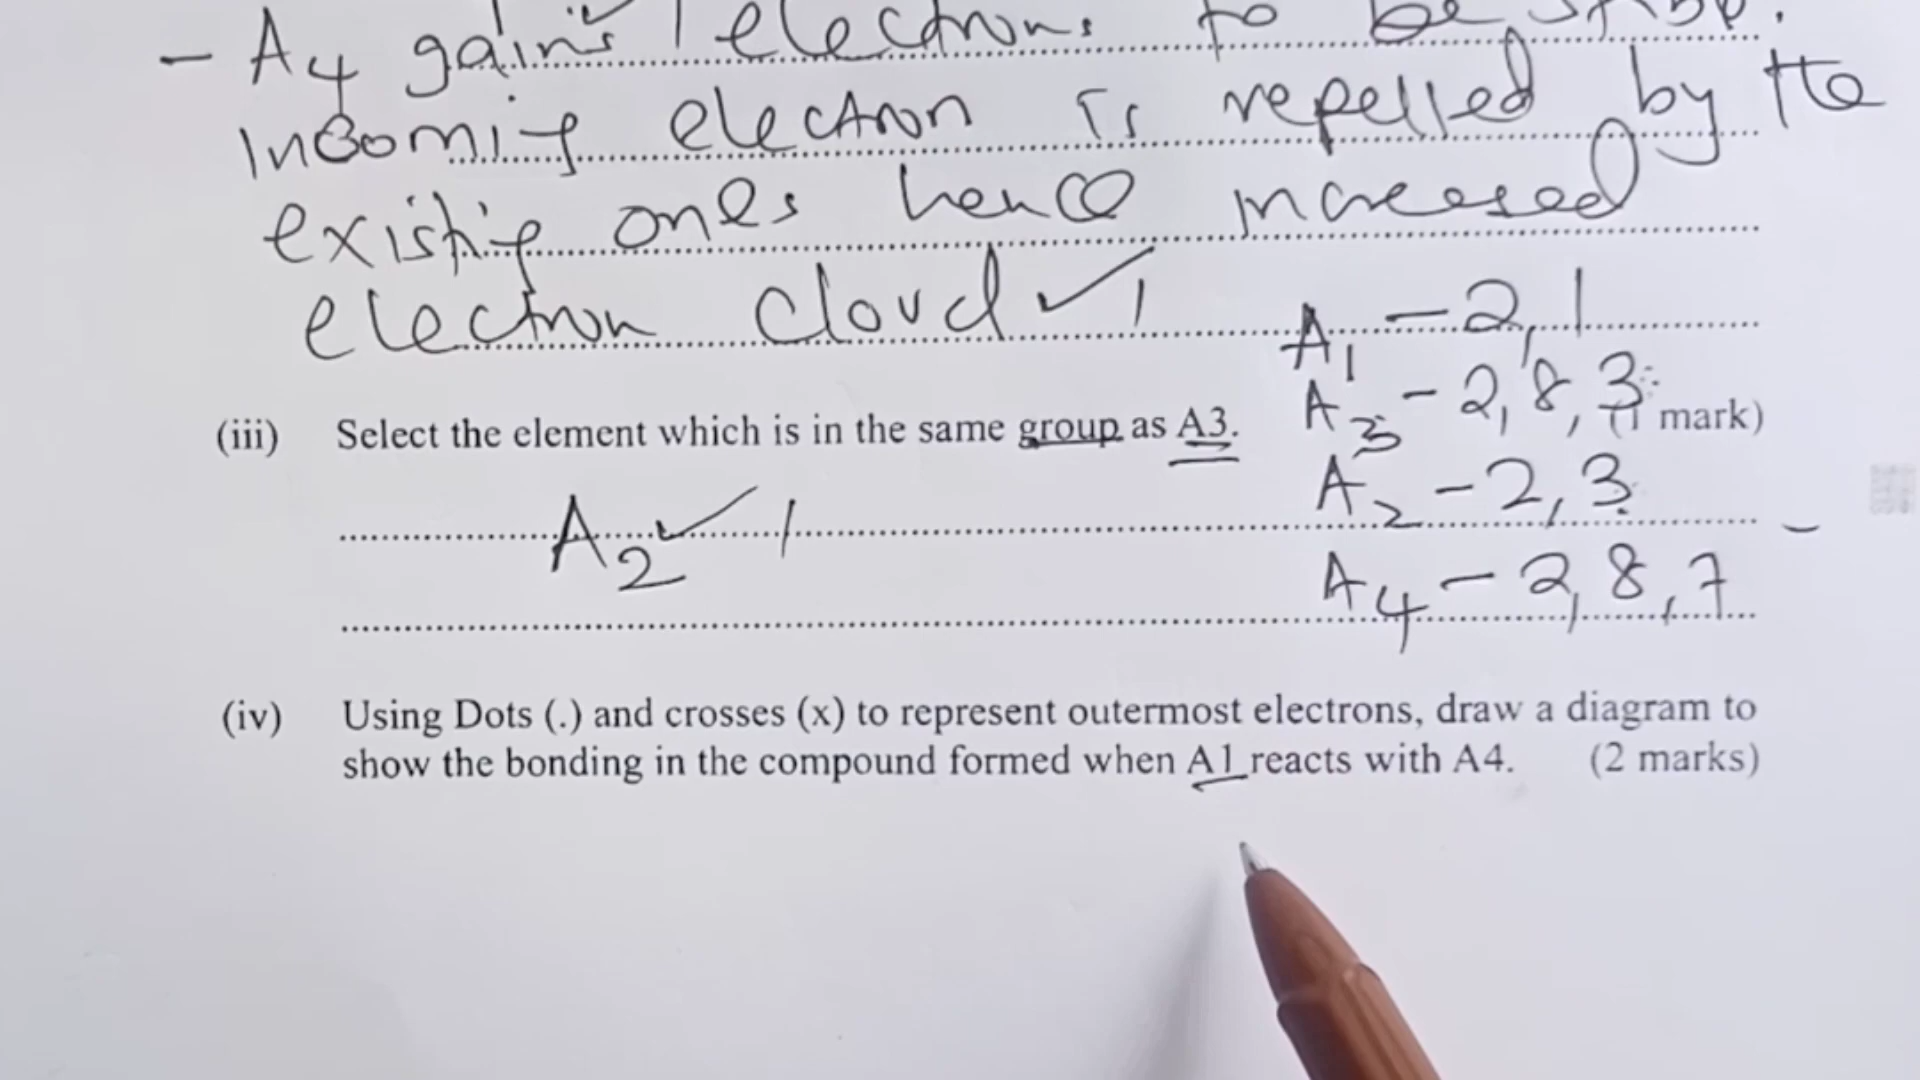 - A4 gains 1 electrons to be
incoming electron is repelled by the
existing ones hence increased
electron cloud ✓1
A1 - 2,1
A3 - 2,8,3
(iii) Select the element which is in the same group as A3. (1 mark)
A2 - 2,3
A2 ✓ 1
A4 - 2,8,7
(iv) Using Dots (.) and crosses (x) to represent outermost electrons, draw a diagram to
show the bonding in the compound formed when A1 reacts with A4. (2 marks)